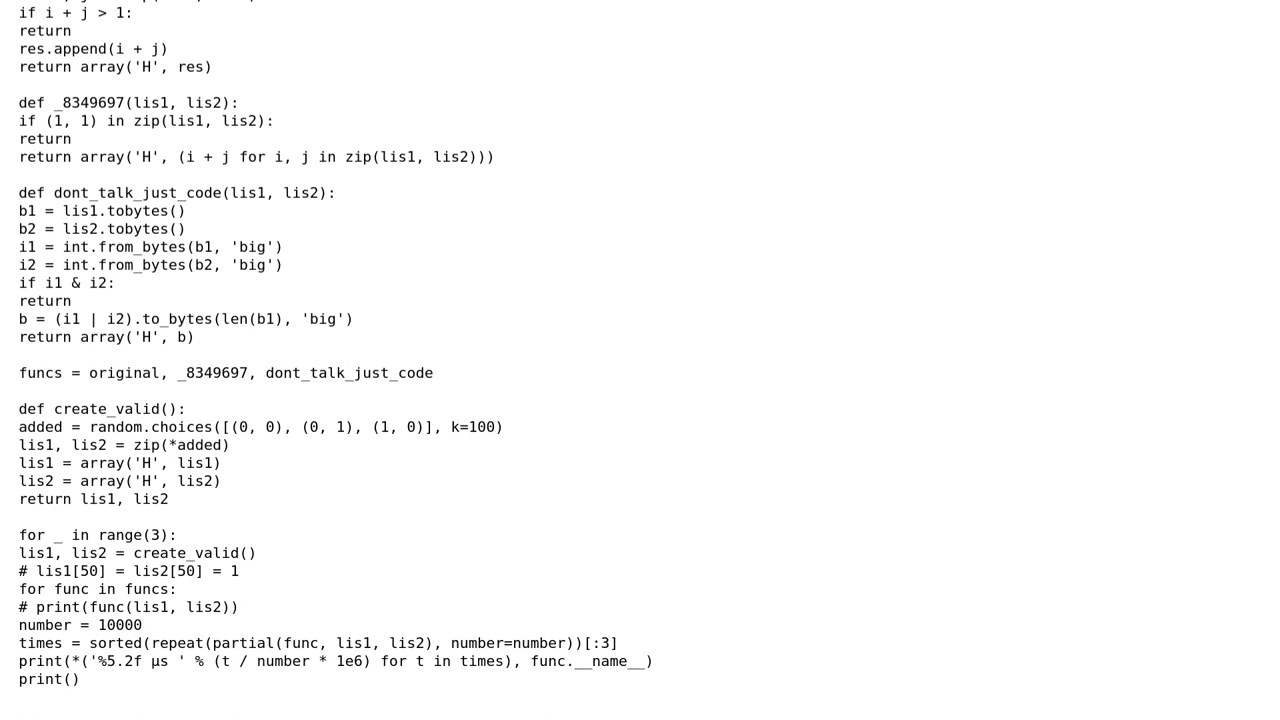 if i + j > 1:
return
res.append(i + j)
return array('H', res)

def _8349697(lis1, lis2):
if (1, 1) in zip(lis1, lis2):
return
return array('H', (i + j for i, j in zip(lis1, lis2)))

def dont_talk_just_code(lis1, lis2):
b1 = lis1.tobytes()
b2 = lis2.tobytes()
i1 = int.from_bytes(b1, 'big')
i2 = int.from_bytes(b2, 'big')
if i1 & i2:
return
b = (i1 | i2).to_bytes(len(b1), 'big')
return array('H', b)

funcs = original, _8349697, dont_talk_just_code

def create_valid():
added = random.choices([(0, 0), (0, 1), (1, 0)], k=100)
lis1, lis2 = zip(*added)
lis1 = array('H', lis1)
lis2 = array('H', lis2)
return lis1, lis2

for _ in range(3):
lis1, lis2 = create_valid()
# lis1[50] = lis2[50] = 1
for func in funcs:
# print(func(lis1, lis2))
number = 10000
times = sorted(repeat(partial(func, lis1, lis2), number=number))[:3]
print(*('%5.2f μs ' % (t / number * 1e6) for t in times), func.__name__)
print()